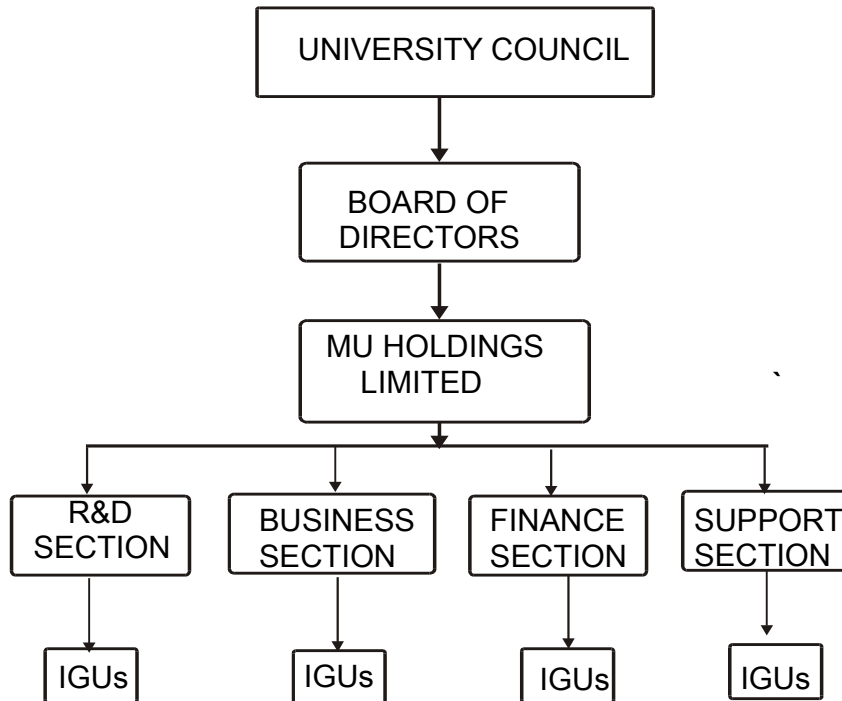 UNIVERSITY COUNCIL
BOARD OF
DIRECTORS
MU HOLDINGS
LIMITED
`
R&D
SECTION
BUSINESS
SECTION
FINANCE
SECTION
SUPPORT
SECTION
IGUs
IGUs
IGUs
IGUs